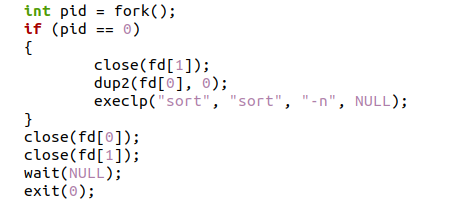 int pid = fork();
if (pid == 0)
{
close(fd[1]);
dup2(fd[0], 0);
execlp("sort", "sort", "-n", NULL);
}
close(fd[0]);
close(fd[1]);
wait(NULL);
exit(0);